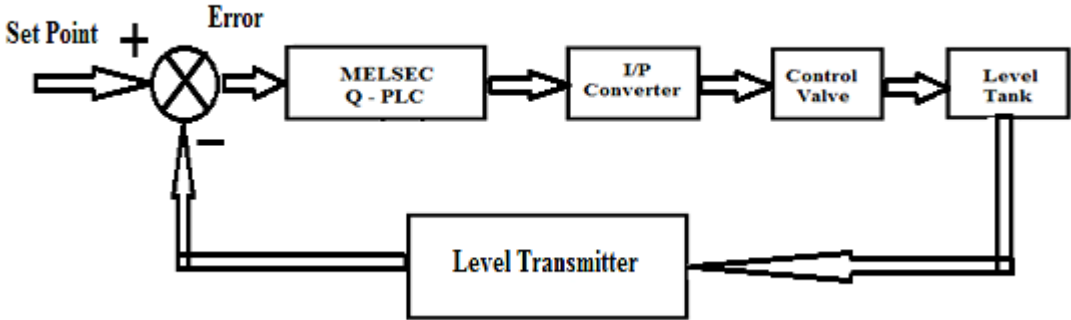 Set Point
+
Error
MELSEC
Q - PLC
I/P
Converter
Control
Valve
Level
Tank
−
Level Transmitter